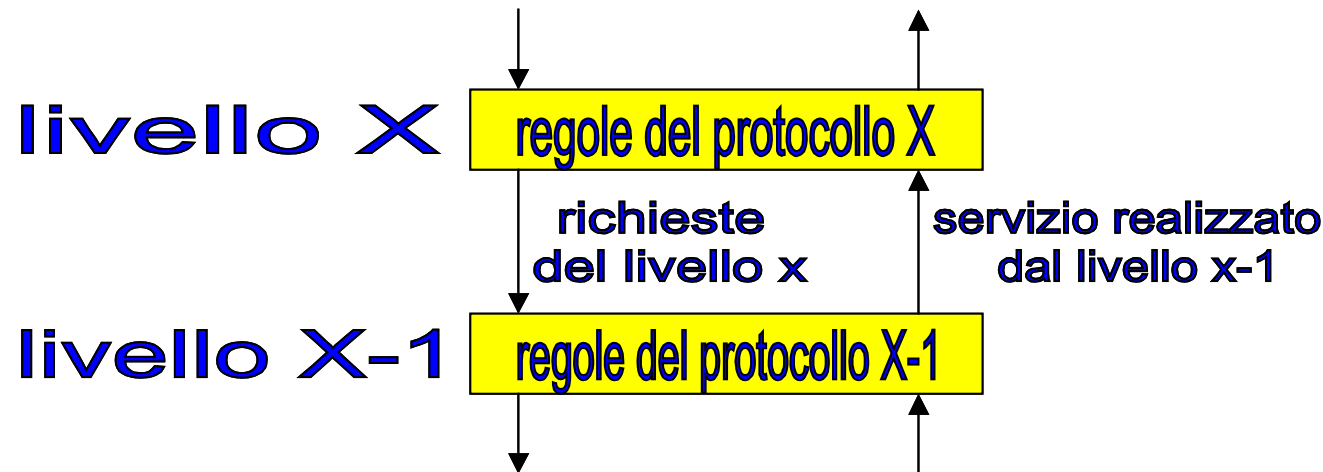 livello X
regole del protocollo X
richieste
del livello x
servizio realizzato
dal livello x-1
livello X-1
regole del protocollo X-1